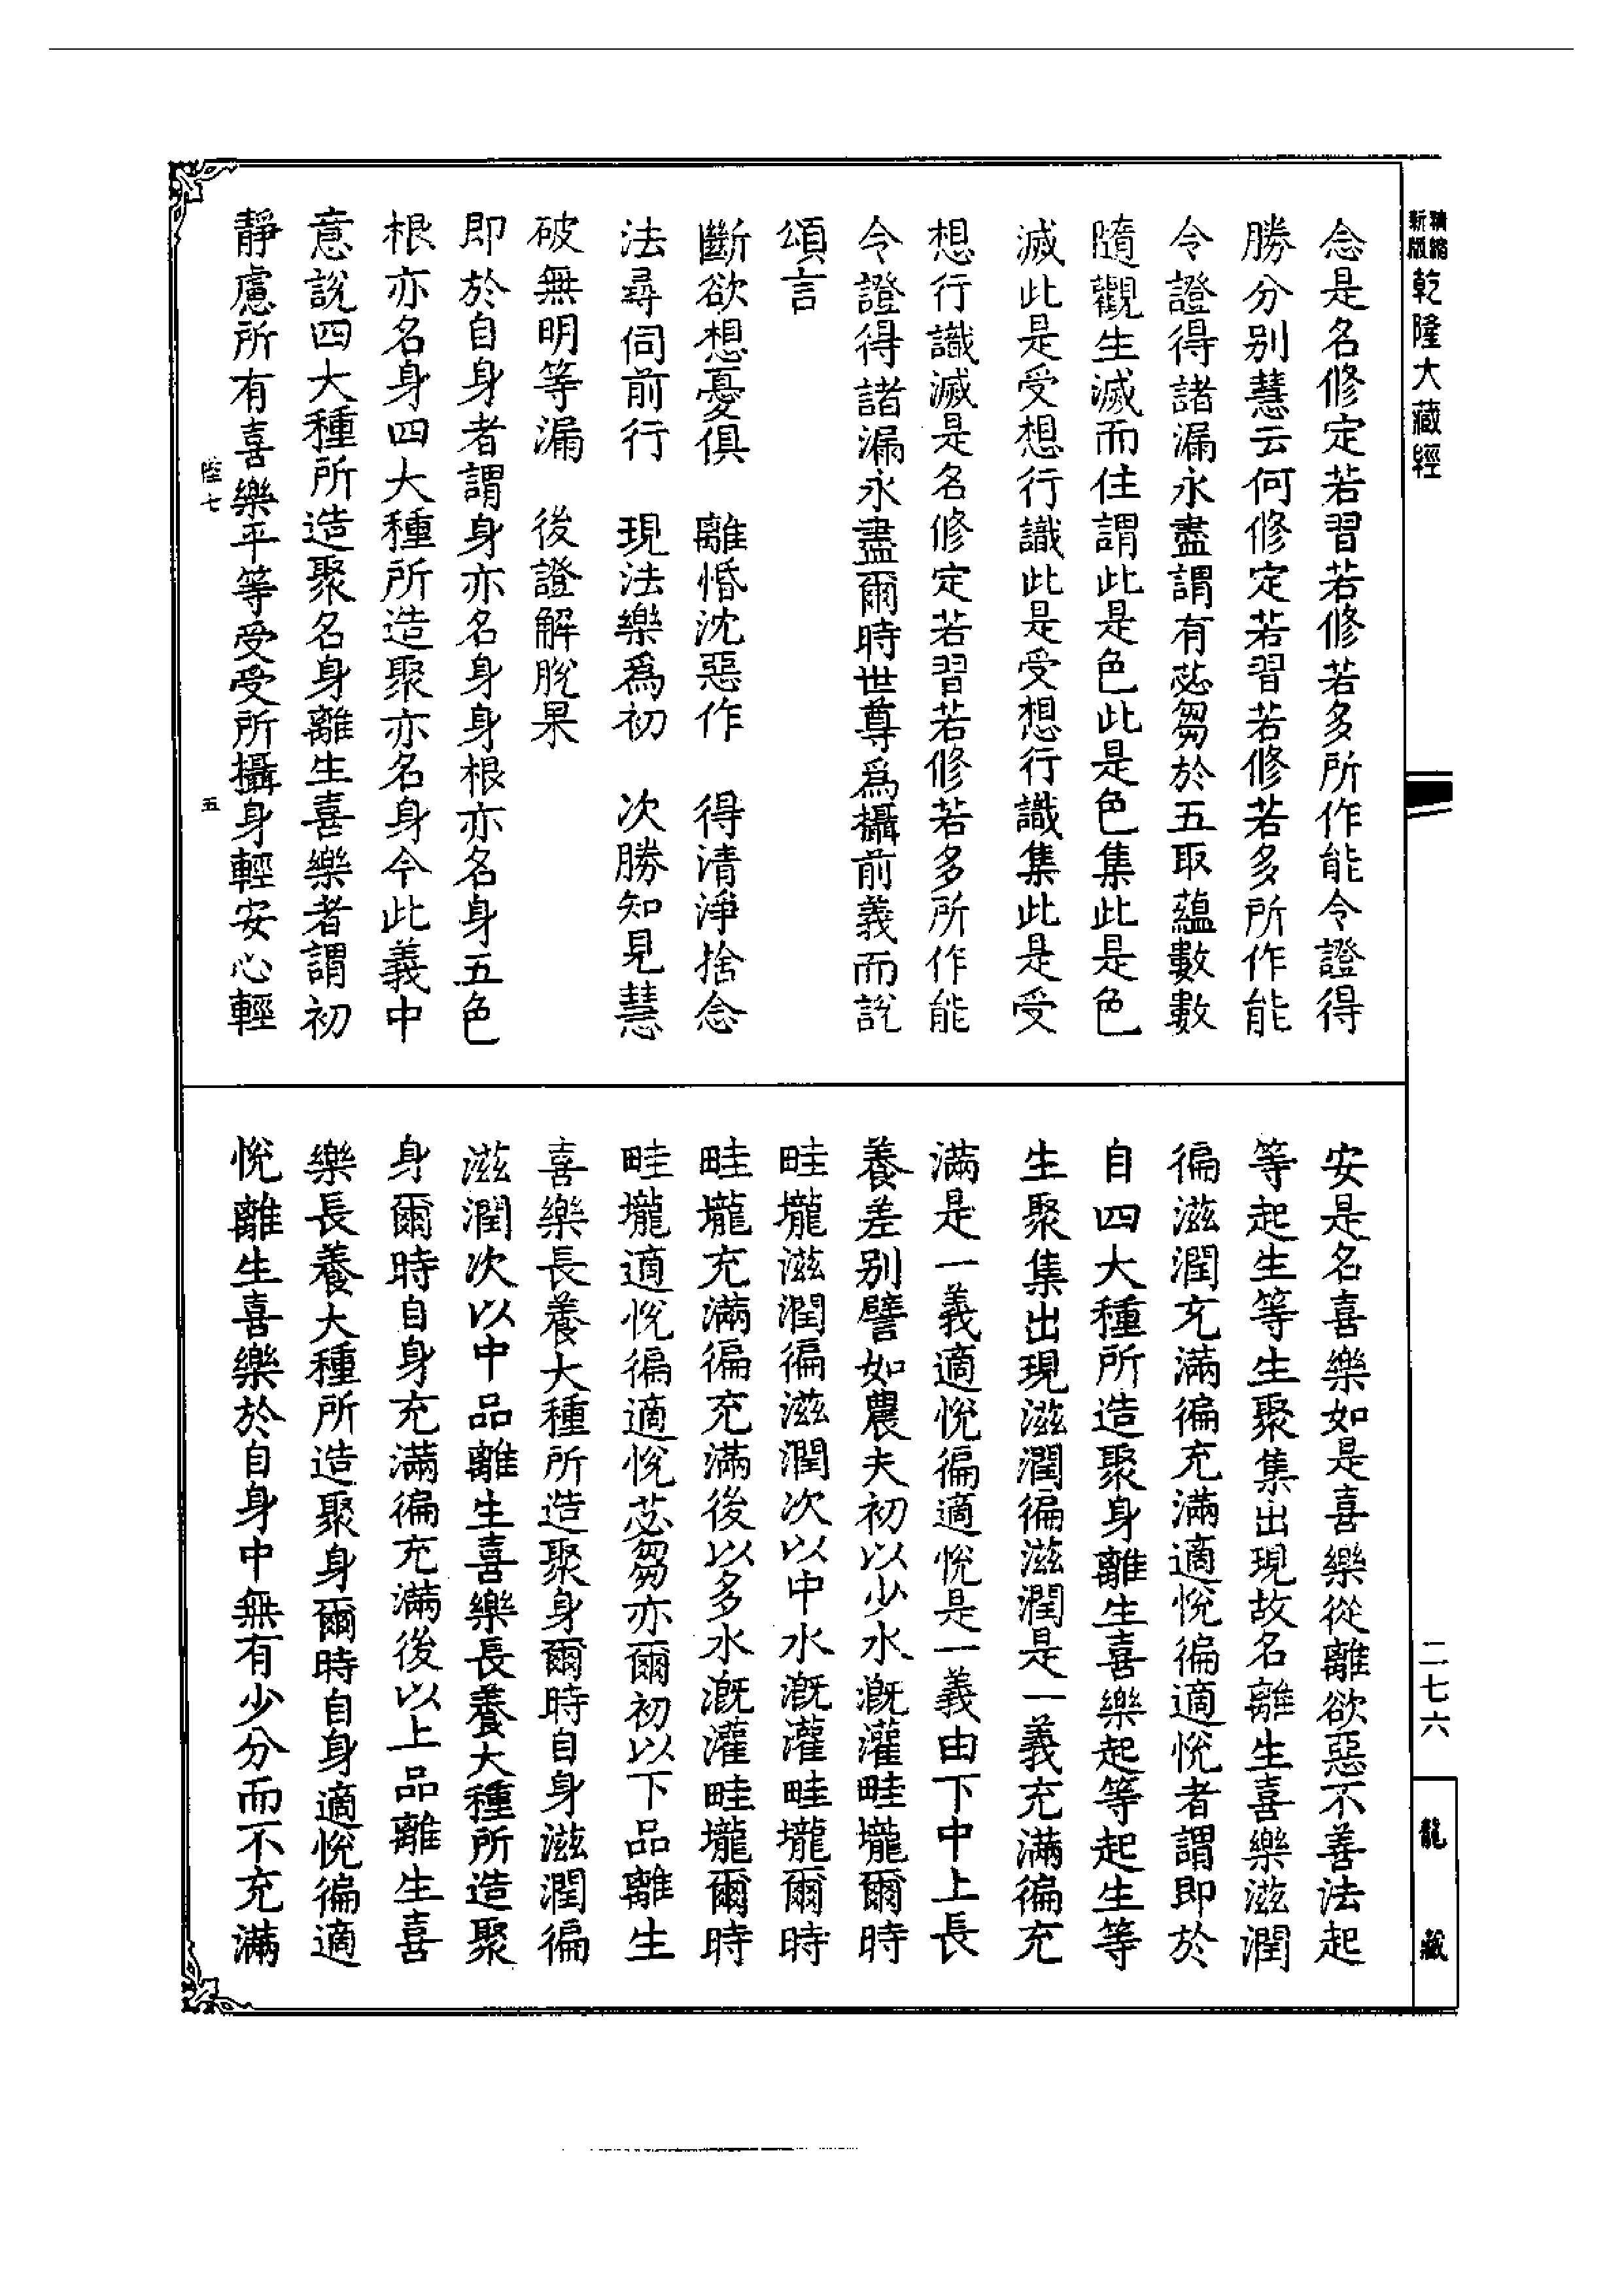 精縮新版
乾隆大藏經
念是名修定若習若修若多所作能令證得
勝分別慧云何修定若習若修若多所作能
令證得諸漏永盡謂有苾芻於五取蘊數數
隨觀生滅而住謂此是色此是色集此是色
滅此是受想行識此是受想行識集此是受
想行識滅是名修定若習若修若多所作能
令證得諸漏永盡爾時世尊爲攝前義而說
頌言
斷欲想憂俱　離惛沈惡作　得清淨捨念
法尋伺前行　現法樂爲初　次勝知見慧
破無明等漏　後證解脫果
即於自身者謂身亦名身身根亦名身五色
根亦名身四大種所造聚亦名身今此義中
意說四大種所造聚名身離生喜樂者謂初
靜慮所有喜樂平等受受所攝身輕安心輕
陸七　五
安是名喜樂如是喜樂從離欲惡不善法起
等起生等生聚集出現故名離生喜樂滋潤
徧滋潤充滿徧充滿適悅徧適悅者謂即於
自四大種所造聚身離生喜樂起等起生等
生聚集出現滋潤徧滋潤是一義充滿徧充
滿是一義適悅徧適悅是一義由下中上長
養差別譬如農夫初以少水溉灌畦壠爾時
畦壠滋潤徧滋潤次以中水溉灌畦壠爾時
畦壠充滿徧充滿後以多水溉灌畦壠爾時
畦壠適悅徧適悅苾芻亦爾初以下品離生
喜樂長養大種所造聚身爾時自身滋潤徧
滋潤次以中品離生喜樂長養大種所造聚
身爾時自身充滿徧充滿後以上品離生喜
樂長養大種所造聚身爾時自身適悅徧適
悅離生喜樂於自身中無有少分而不充滿
二七六
龍藏